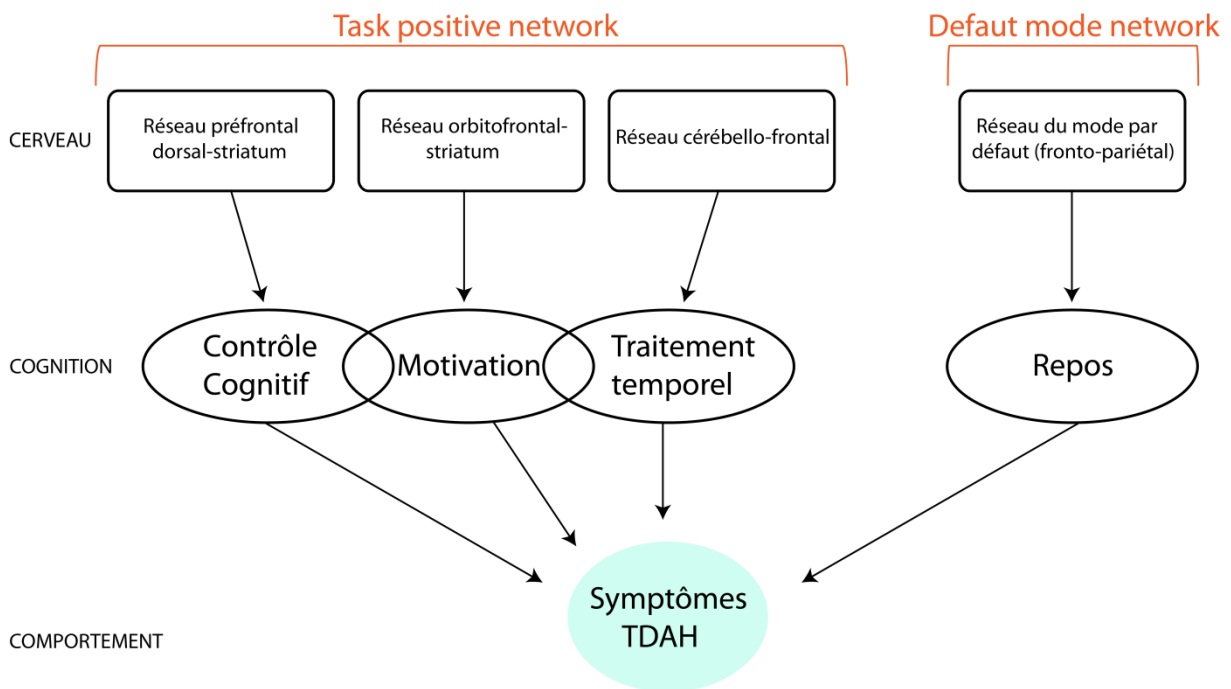 Task positive network
Defaut mode network
CERVEAU
Réseau préfrontal
dorsal-striatum
Réseau orbitofrontal-
striatum
Réseau cérébello-frontal
Réseau du mode par
défaut (fronto-pariétal)
COGNITION
Contrôle
Cognitif
Motivation
Traitement
temporel
Repos
COMPORTEMENT
Symptômes
TDAH